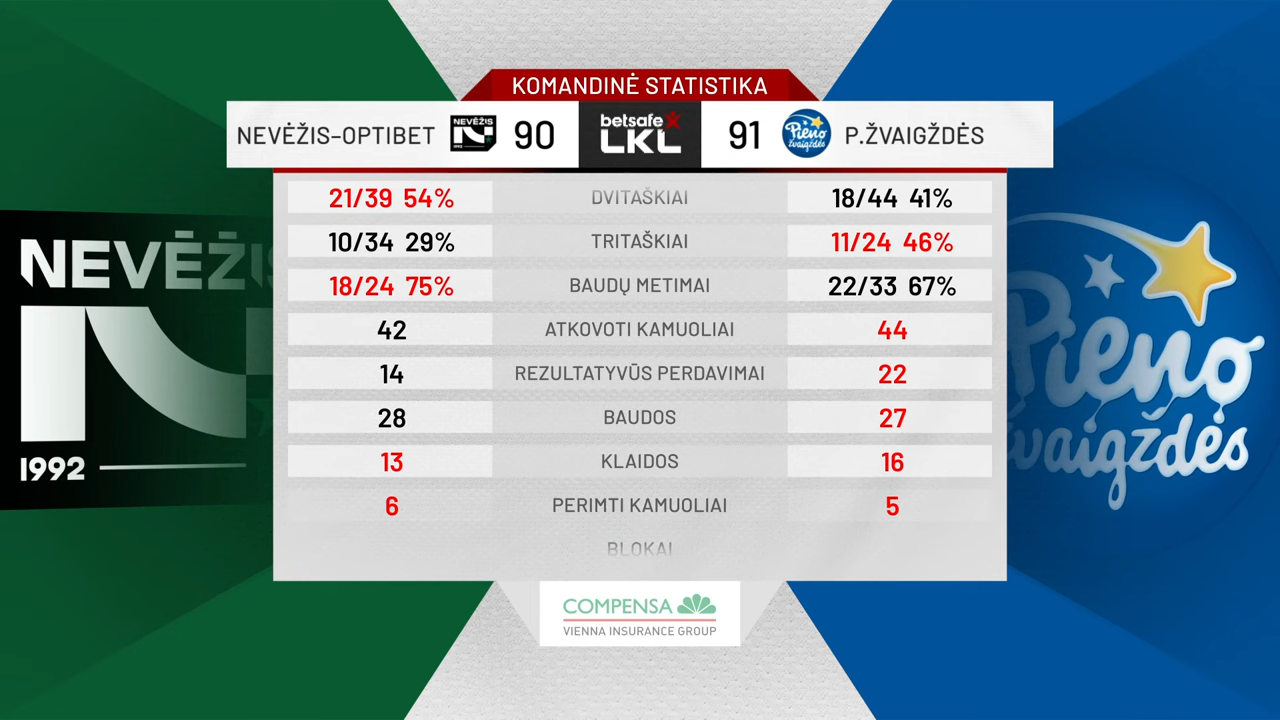 KOMANDINĖ STATISTIKA
NEVĖŽIS-OPTIBET NEVĖŽIS 90 betsafe LKL 91 Pieno žvaigždės P.ŽVAIGŽDĖS
21/39 54% DVITAŠKIAI 18/44 41%
10/34 29% TRITAŠKIAI 11/24 46%
18/24 75% BAUDŲ METIMAI 22/33 67%
42 ATKOVOTI KAMUOLIAI 44
14 REZULTATYVŪS PERDAVIMAI 22
28 BAUDOS 27
13 KLAIDOS 16
6 PERIMTI KAMUOLIAI 5
BLOKAI
NEVĖŽIS
1992
Pieno
žvaigždės
COMPENSA
VIENNA INSURANCE GROUP